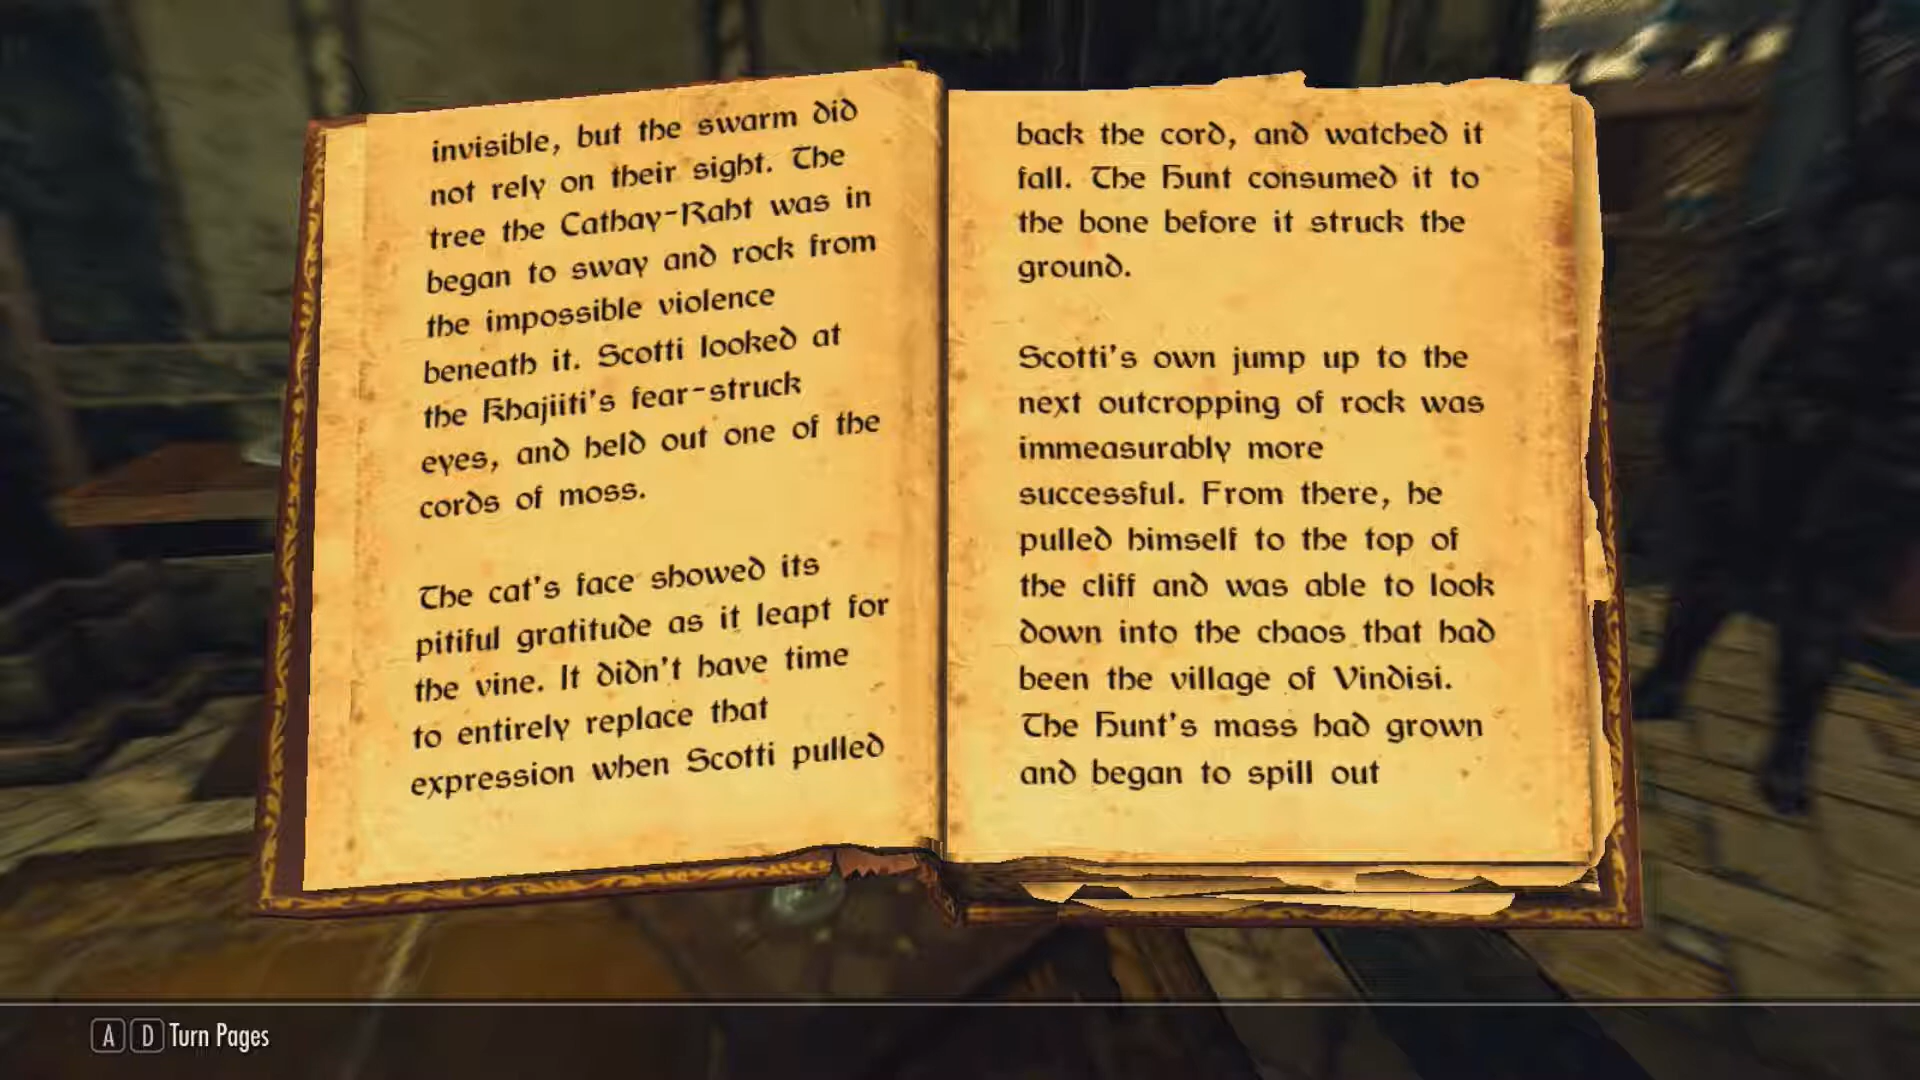 invisible, but the swarm did
not rely on their sight. The
tree the Cathay-Raht was in
began to sway and rock from
the impossible violence
beneath it. Scotti looked at
the Khajiiti's fear-struck
eyes, and held out one of the
cords of moss.
The cat's face showed its
pitiful gratitude as it leapt for
the vine. It didn't have time
to entirely replace that
expression when Scotti pulled
back the cord, and watched it
fall. The Hunt consumed it to
the bone before it struck the
ground.
Scotti's own jump up to the
next outcropping of rock was
immeasurably more
successful. From there, he
pulled himself to the top of
the cliff and was able to look
down into the chaos that had
been the village of Vindisi.
The Hunt's mass had grown
and began to spill out
A D Turn Pages